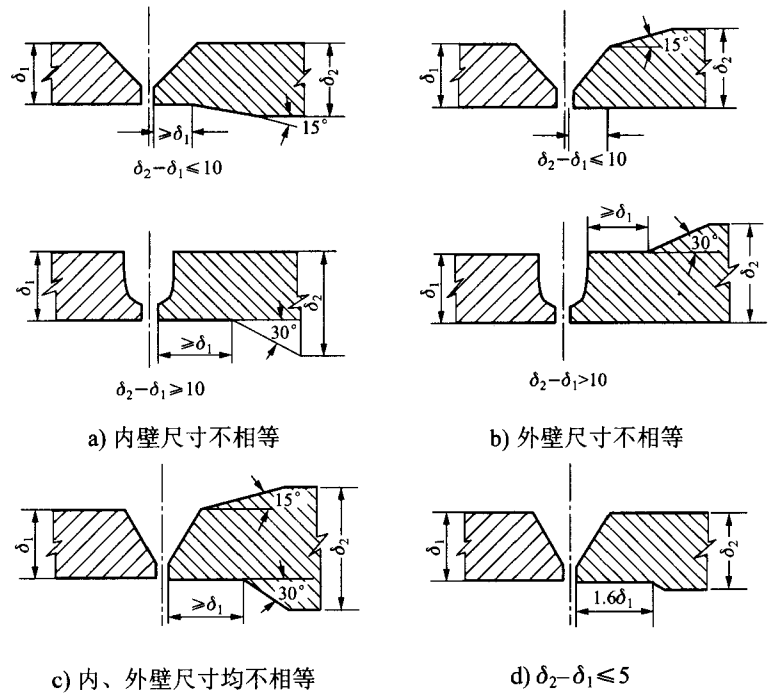 δ₁
δ₂
15°
≥δ₁
δ₂−δ₁≤10
δ₁
δ₂
15°
δ₂−δ₁≤10
δ₁
δ₂
30°
≥δ₁
δ₂−δ₁≥10
a) 内壁尺寸不相等
≥δ₁
δ₁
30°
δ₂
δ₂−δ₁>10
b) 外壁尺寸不相等
15°
δ₁
δ₂
≥δ₁
30°
c) 内、外壁尺寸均不相等
δ₁
δ₂
1.6δ₁
d) δ₂−δ₁≤5